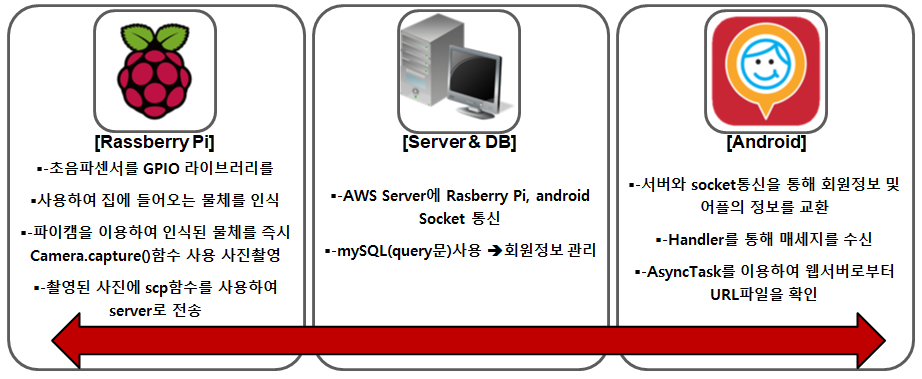 [Rassberry Pi]
▪-초음파센서를 GPIO 라이브러리를
▪사용하여 집에 들어오는 물체를 인식
▪-파이캠을 이용하여 인식된 물체를 즉시
Camera.capture()함수 사용 사진촬영
▪-촬영된 사진에 scp함수를 사용하여
server로 전송
[Server & DB]
▪-AWS Server에 Rasberry Pi, android
Socket 통신
▪-mySQL(query문)사용 ➔회원정보 관리
[Android]
▪-서버와 socket통신을 통해 회원정보 및
어플의 정보를 교환
▪-Handler를 통해 매세지를 수신
▪-AsyncTask를 이용하여 웹서버로부터
URL파일을 확인